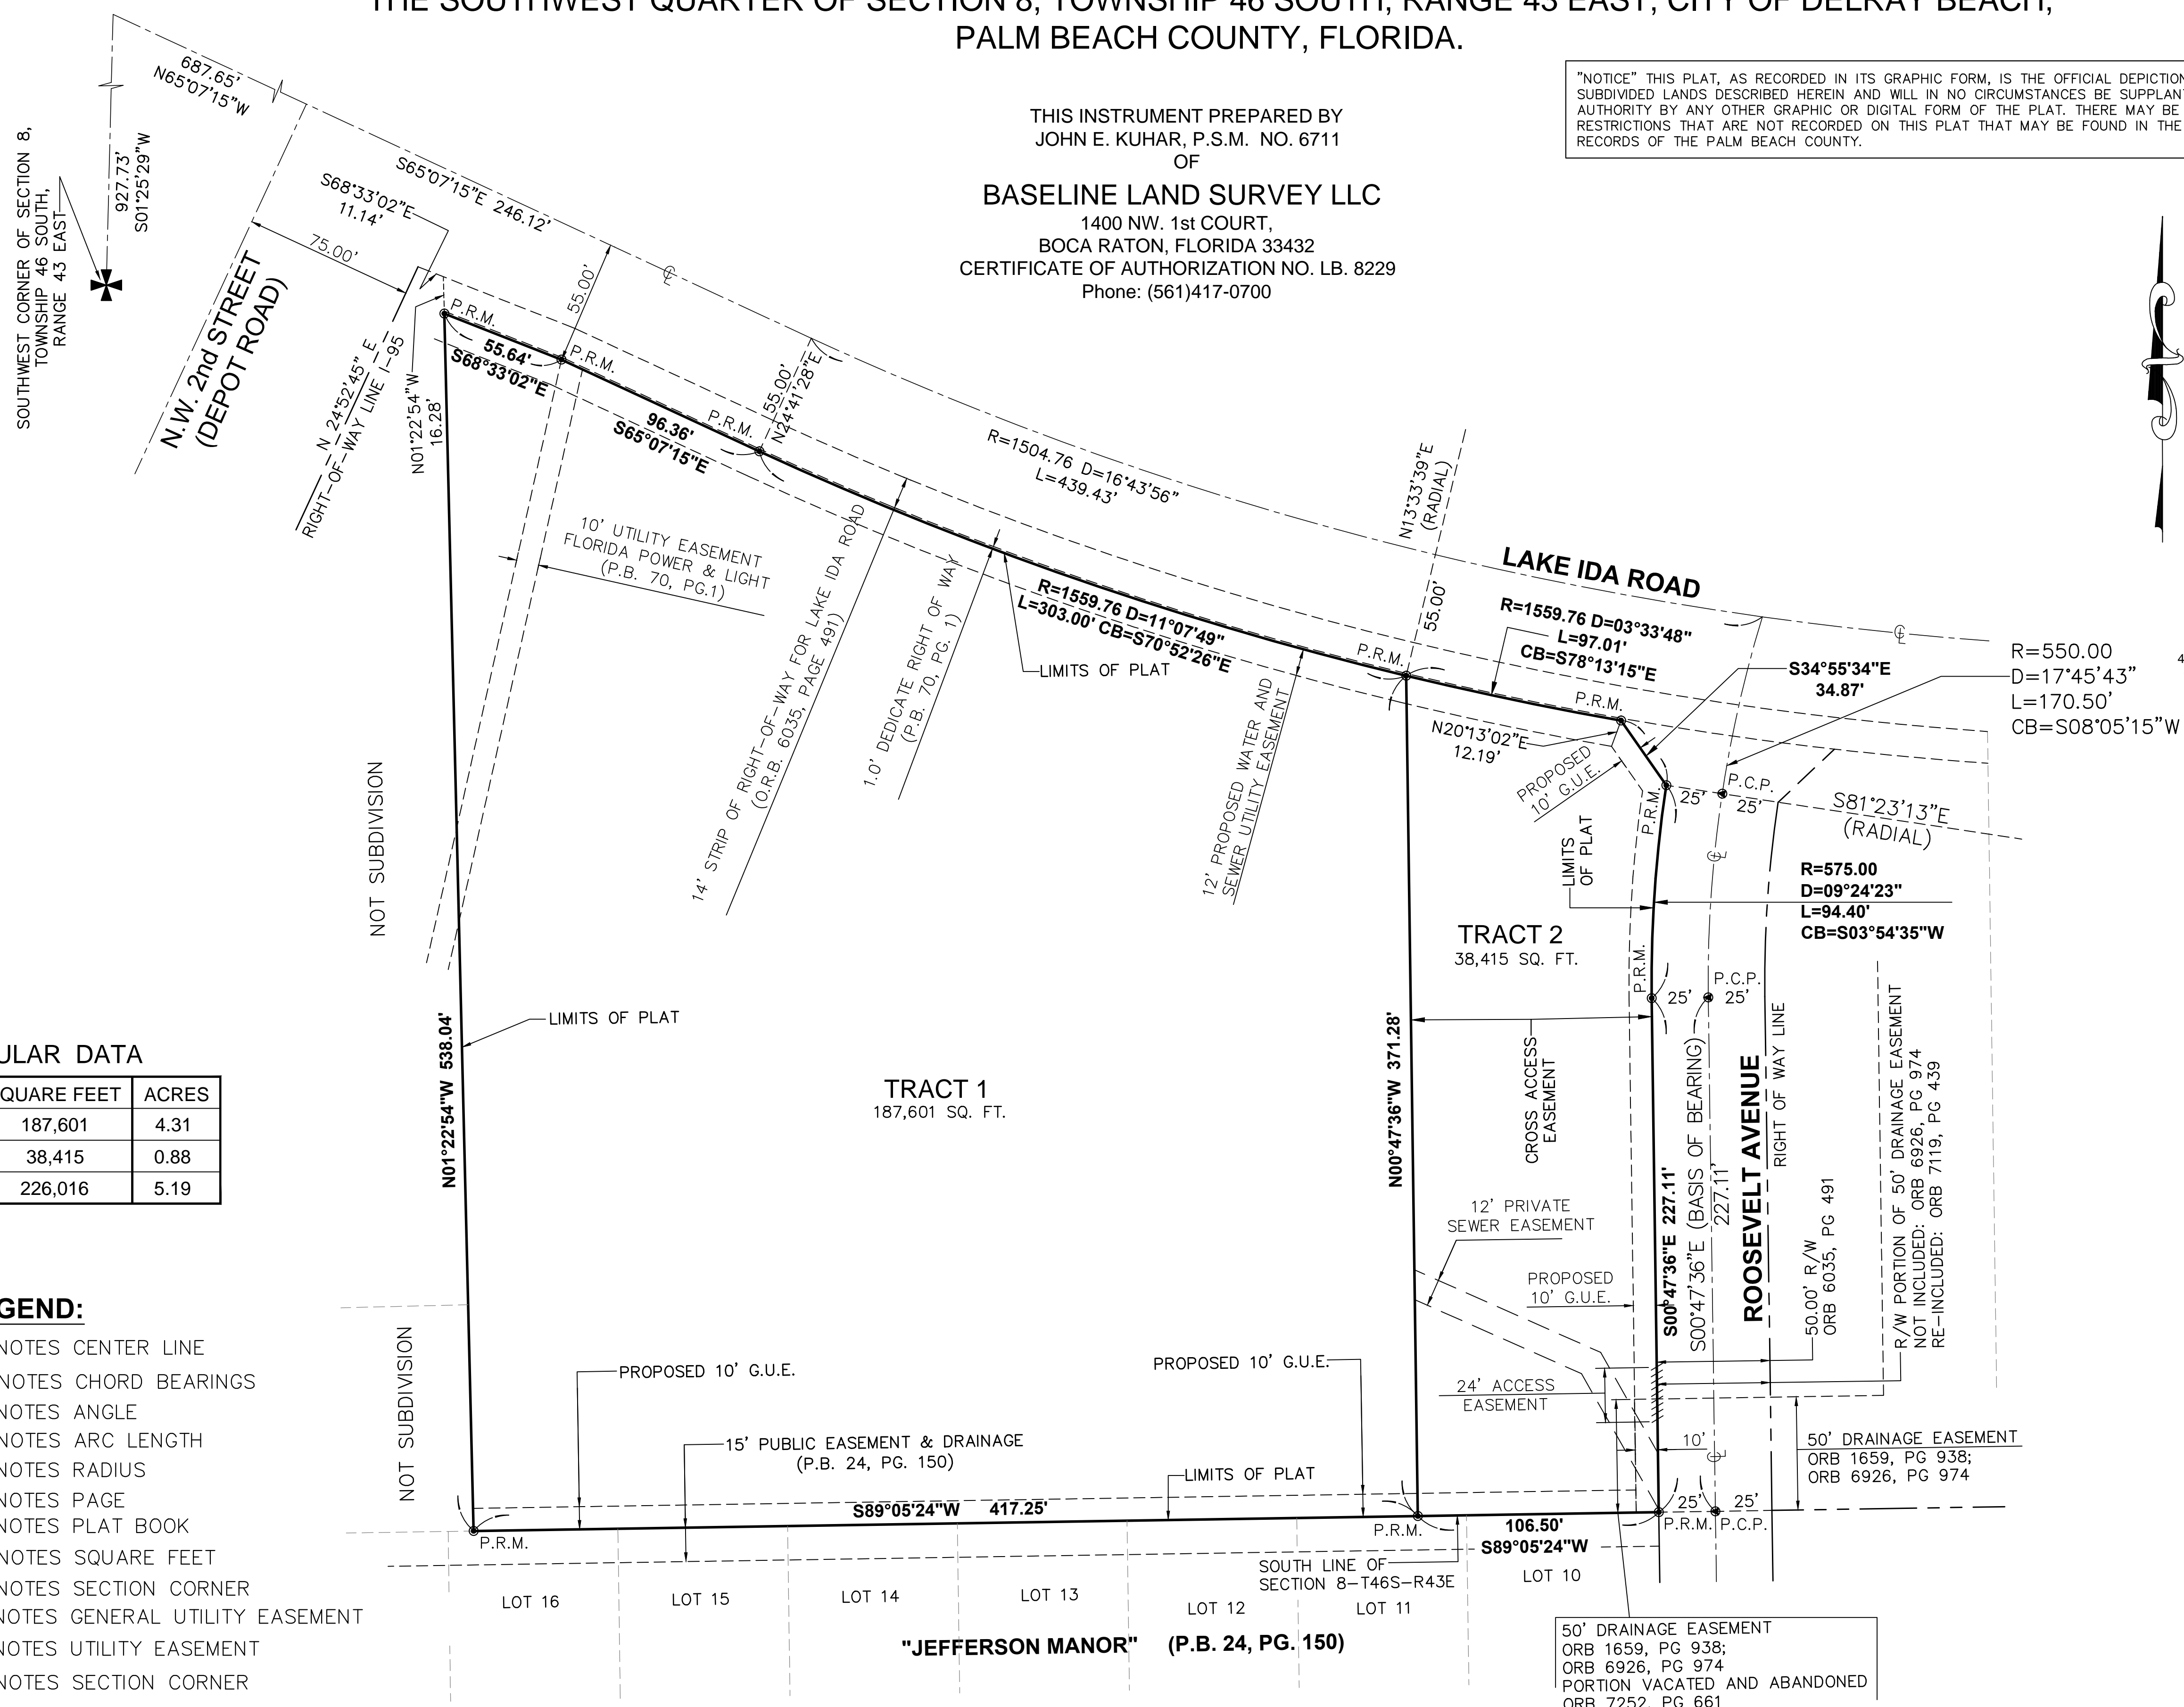 THE SOUTHWEST QUARTER OF SECTION 8, TOWNSHIP 46 SOUTH, RANGE 43 EAST, CITY OF DELRAY BEACH,
PALM BEACH COUNTY, FLORIDA.
"NOTICE" THIS PLAT, AS RECORDED IN ITS GRAPHIC FORM, IS THE OFFICIAL DEPICTION
SUBDIVIDED LANDS DESCRIBED HEREIN AND WILL IN NO CIRCUMSTANCES BE SUPPLANT
AUTHORITY BY ANY OTHER GRAPHIC OR DIGITAL FORM OF THE PLAT. THERE MAY BE
RESTRICTIONS THAT ARE NOT RECORDED ON THIS PLAT THAT MAY BE FOUND IN THE
RECORDS OF THE PALM BEACH COUNTY.
THIS INSTRUMENT PREPARED BY
JOHN E. KUHAR, P.S.M. NO. 6711
OF
BASELINE LAND SURVEY LLC
1400 NW. 1st COURT,
BOCA RATON, FLORIDA 33432
CERTIFICATE OF AUTHORIZATION NO. LB. 8229
Phone: (561)417-0700
SOUTHWEST CORNER OF SECTION 8,
TOWNSHIP 46 SOUTH,
RANGE 43 EAST
927.73'
S01°25'29"W
687.65'
N65°07'15"W
S65°07'15"E 246.12'
S68°33'02"E
11.14'
75.00'
N.W. 2nd STREET
(DEPOT ROAD)
N 24°52'45" E
RIGHT-OF-WAY LINE I-95
N01°22'54"W
16.28'
P.R.M.
55.64'
S68°33'02"E
55.00'
P.R.M.
96.36'
S65°07'15"E
P.R.M.
55.00'
N24°41'28"E
R=1504.76 D=16°43'56"
L=439.43'
N13°33'39"E
(RADIAL)
55.00'
LAKE IDA ROAD
10' UTILITY EASEMENT
FLORIDA POWER & LIGHT
(P.B. 70, PG.1)
14' STRIP OF RIGHT-OF-WAY FOR LAKE IDA ROAD
(O.R.B. 6035, PAGE 491)
1.0' DEDICATE RIGHT OF WAY
(P.B. 70, PG. 1)
R=1559.76 D=11°07'49"
L=303.00' CB=S70°52'26"E
LIMITS OF PLAT
12' PROPOSED WATER AND
SEWER UTILITY EASEMENT
P.R.M.
R=1559.76 D=03°33'48"
L=97.01'
CB=S78°13'15"E
P.R.M.
S34°55'34"E
34.87'
R=550.00
D=17°45'43"
L=170.50'
CB=S08°05'15"W
4
N20°13'02"E
12.19'
PROPOSED
10' G.U.E.
P.R.M.
25'
P.C.P.
25'
S81°23'13"E
(RADIAL)
LIMITS
OF PLAT
R=575.00
D=09°24'23"
L=94.40'
CB=S03°54'35"W
NOT SUBDIVISION
TRACT 2
38,415 SQ. FT.
P.R.M.
25'
P.C.P.
25'
LIMITS OF PLAT
N01°22'54"W 538.04'
TRACT 1
187,601 SQ. FT.
N00°47'36"W 371.28'
CROSS ACCESS
EASEMENT
S00°47'36"E 227.11'
S00°47'36"E (BASIS OF BEARING)
227.11'
ROOSEVELT AVENUE
RIGHT OF WAY LINE
50.00' R/W
ORB 6035, PG 491
R/W PORTION OF 50' DRAINAGE EASEMENT
NOT INCLUDED: ORB 6926, PG 974
RE-INCLUDED: ORB 7119, PG 439
ULAR DATA
QUARE FEET ACRES
187,601 4.31
38,415 0.88
226,016 5.19
12' PRIVATE
SEWER EASEMENT
PROPOSED
10' G.U.E.
24' ACCESS
EASEMENT
GEND:
NOTES CENTER LINE
NOTES CHORD BEARINGS
NOTES ANGLE
NOTES ARC LENGTH
NOTES RADIUS
NOTES PAGE
NOTES PLAT BOOK
NOTES SQUARE FEET
NOTES SECTION CORNER
NOTES GENERAL UTILITY EASEMENT
NOTES UTILITY EASEMENT
NOTES SECTION CORNER
NOT SUBDIVISION
PROPOSED 10' G.U.E.
PROPOSED 10' G.U.E.
15' PUBLIC EASEMENT & DRAINAGE
(P.B. 24, PG. 150)
LIMITS OF PLAT
10'
50' DRAINAGE EASEMENT
ORB 1659, PG 938;
ORB 6926, PG 974
S89°05'24"W 417.25'
P.R.M.
P.R.M.
106.50'
S89°05'24"W
25'
25'
P.R.M.
P.C.P.
SOUTH LINE OF
SECTION 8-T46S-R43E
LOT 16
LOT 15
LOT 14
LOT 13
LOT 12
LOT 11
LOT 10
"JEFFERSON MANOR" (P.B. 24, PG. 150)
50' DRAINAGE EASEMENT
ORB 1659, PG 938;
ORB 6926, PG 974
PORTION VACATED AND ABANDONED
ORB 7252, PG 661